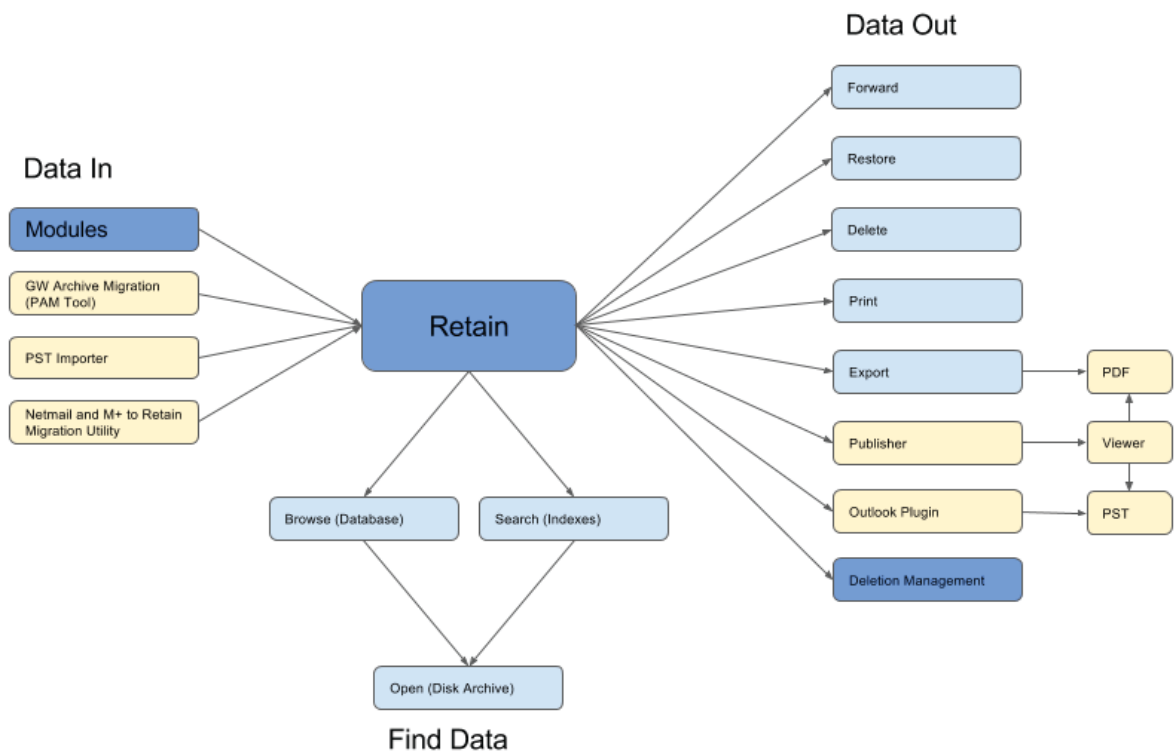 Data In
Modules
GW Archive Migration
(PAM Tool)
PST Importer
Netmail and M+ to Retain
Migration Utility
Retain
Browse (Database)
Search (Indexes)
Open (Disk Archive)
Find Data
Data Out
Forward
Restore
Delete
Print
Export
PDF
Publisher
Viewer
Outlook Plugin
PST
Deletion Management